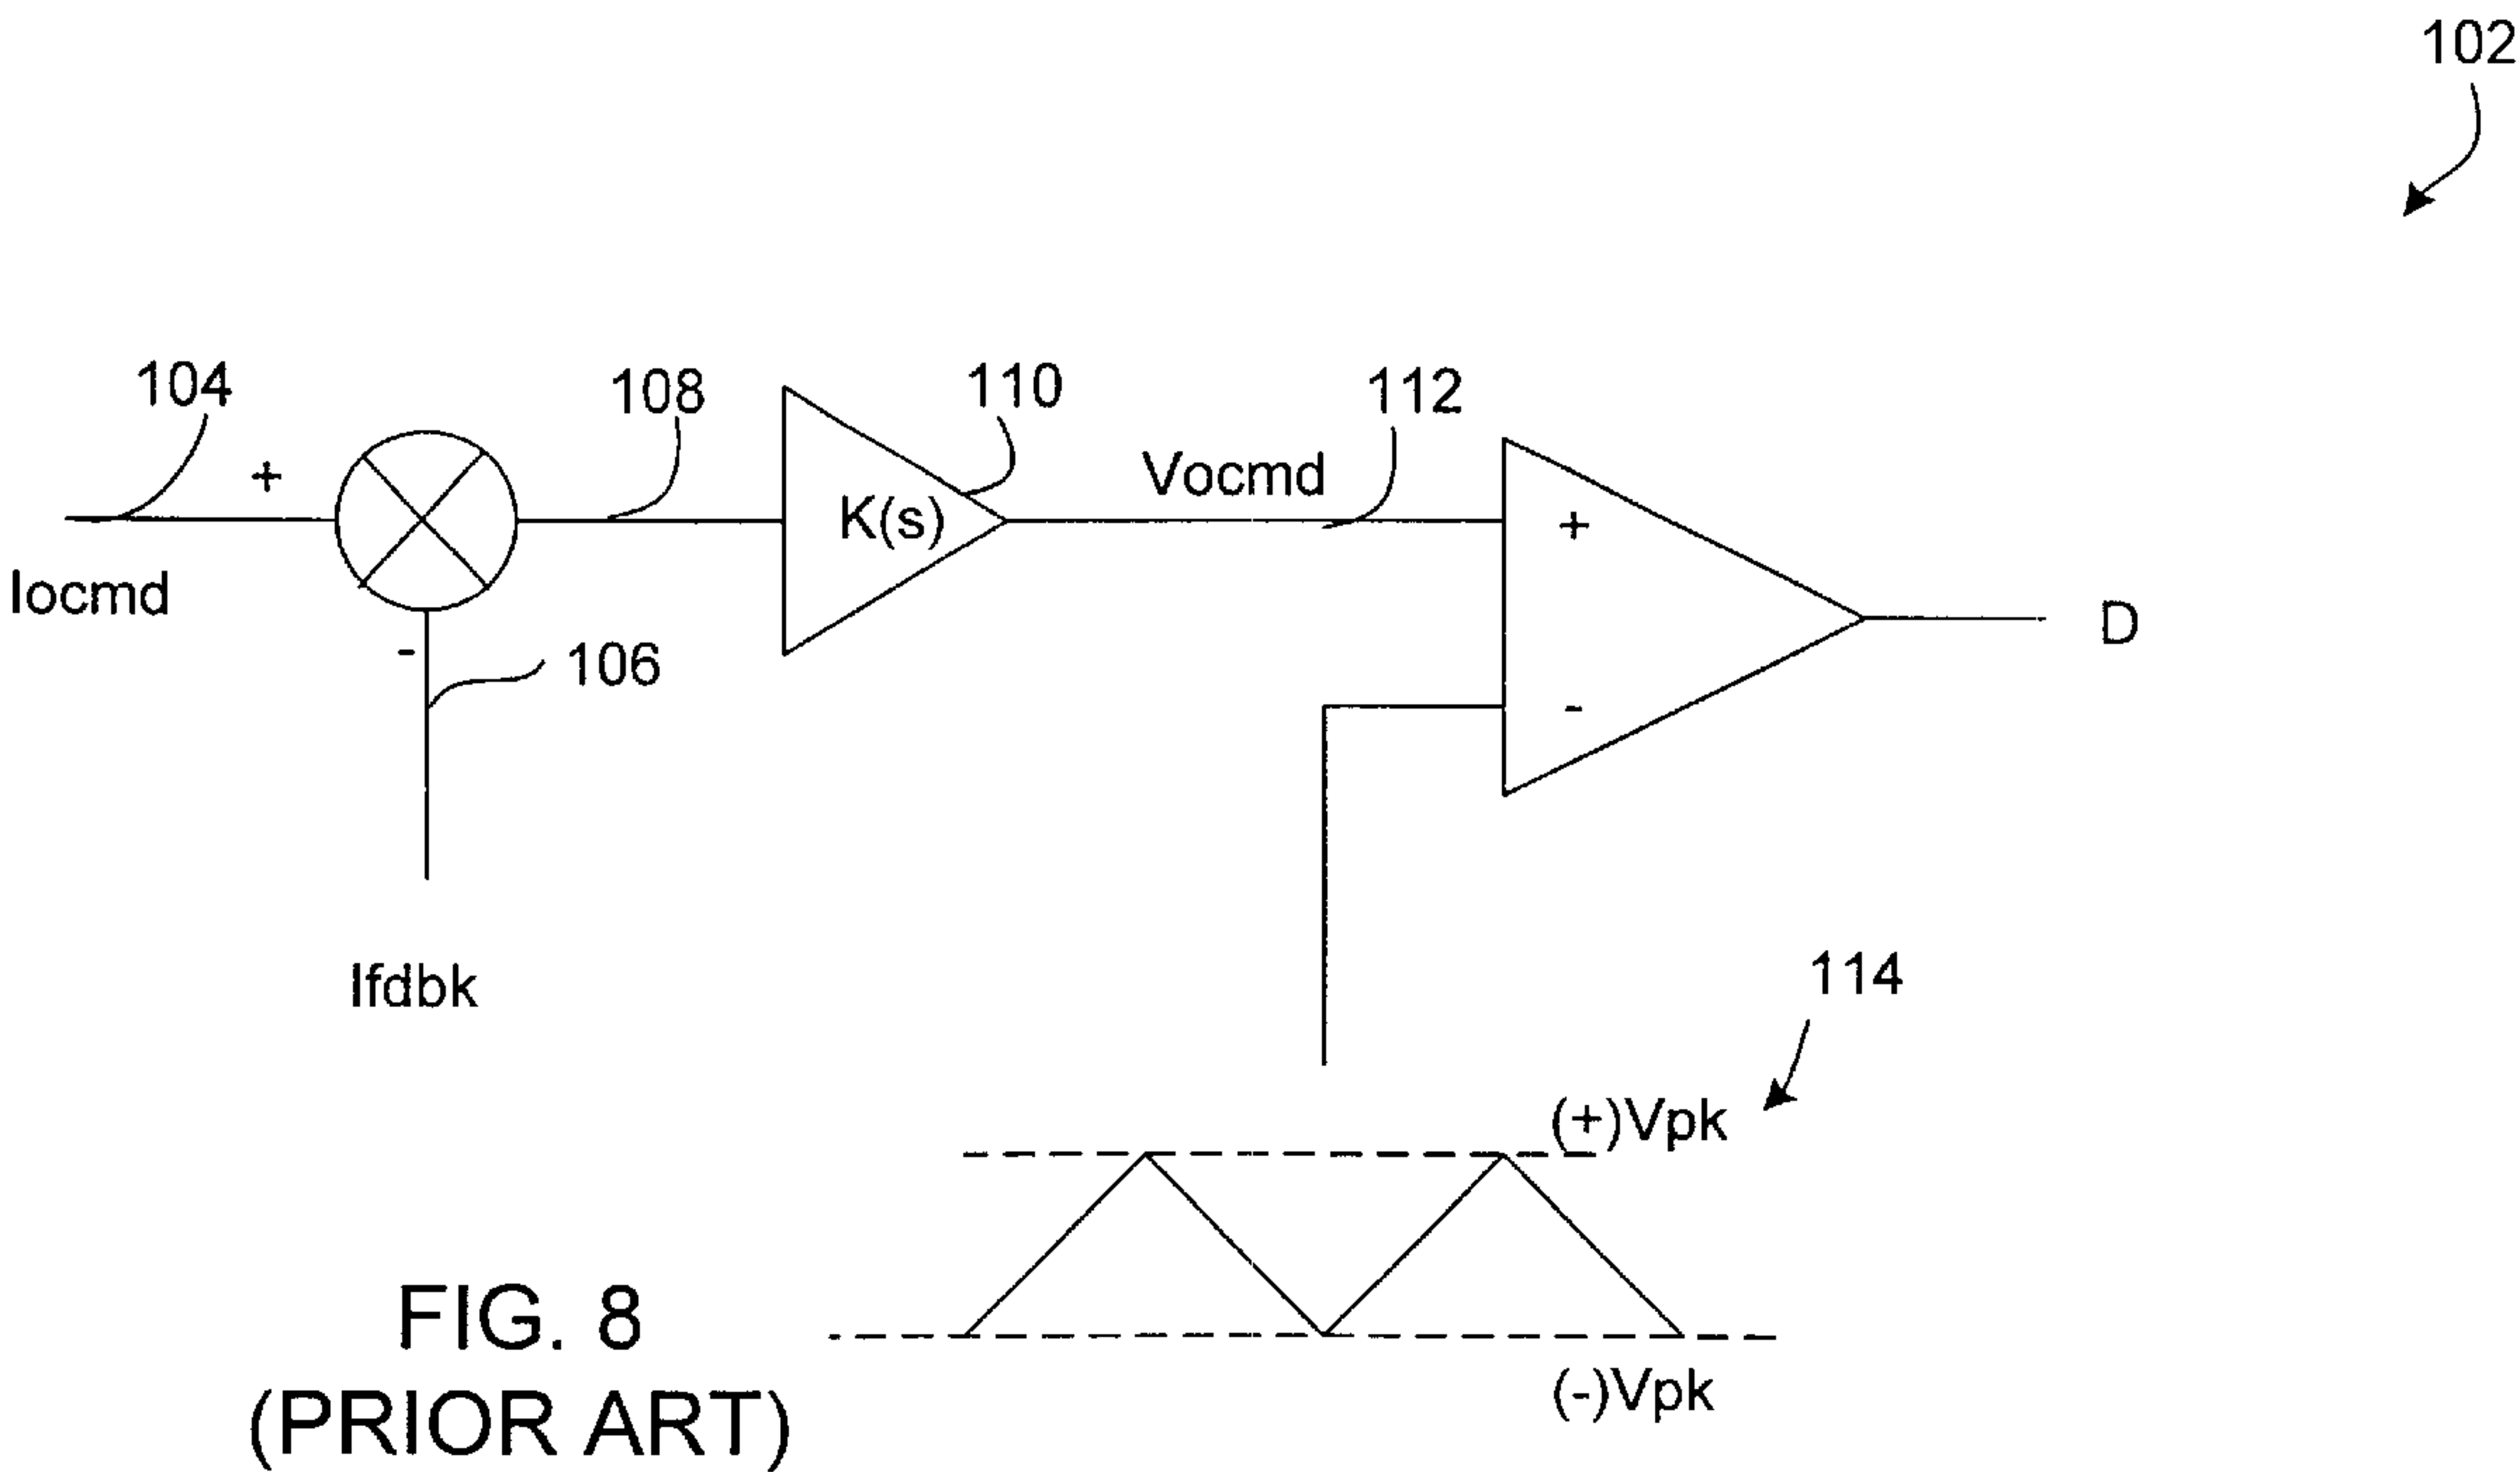 102
104
108
110
112
+
Vocmd
K(s)
+
Iocmd
D
-
106
-
Ifdbk
114
(+)Vpk
FIG. 8
(-)Vpk
(PRIOR ART)